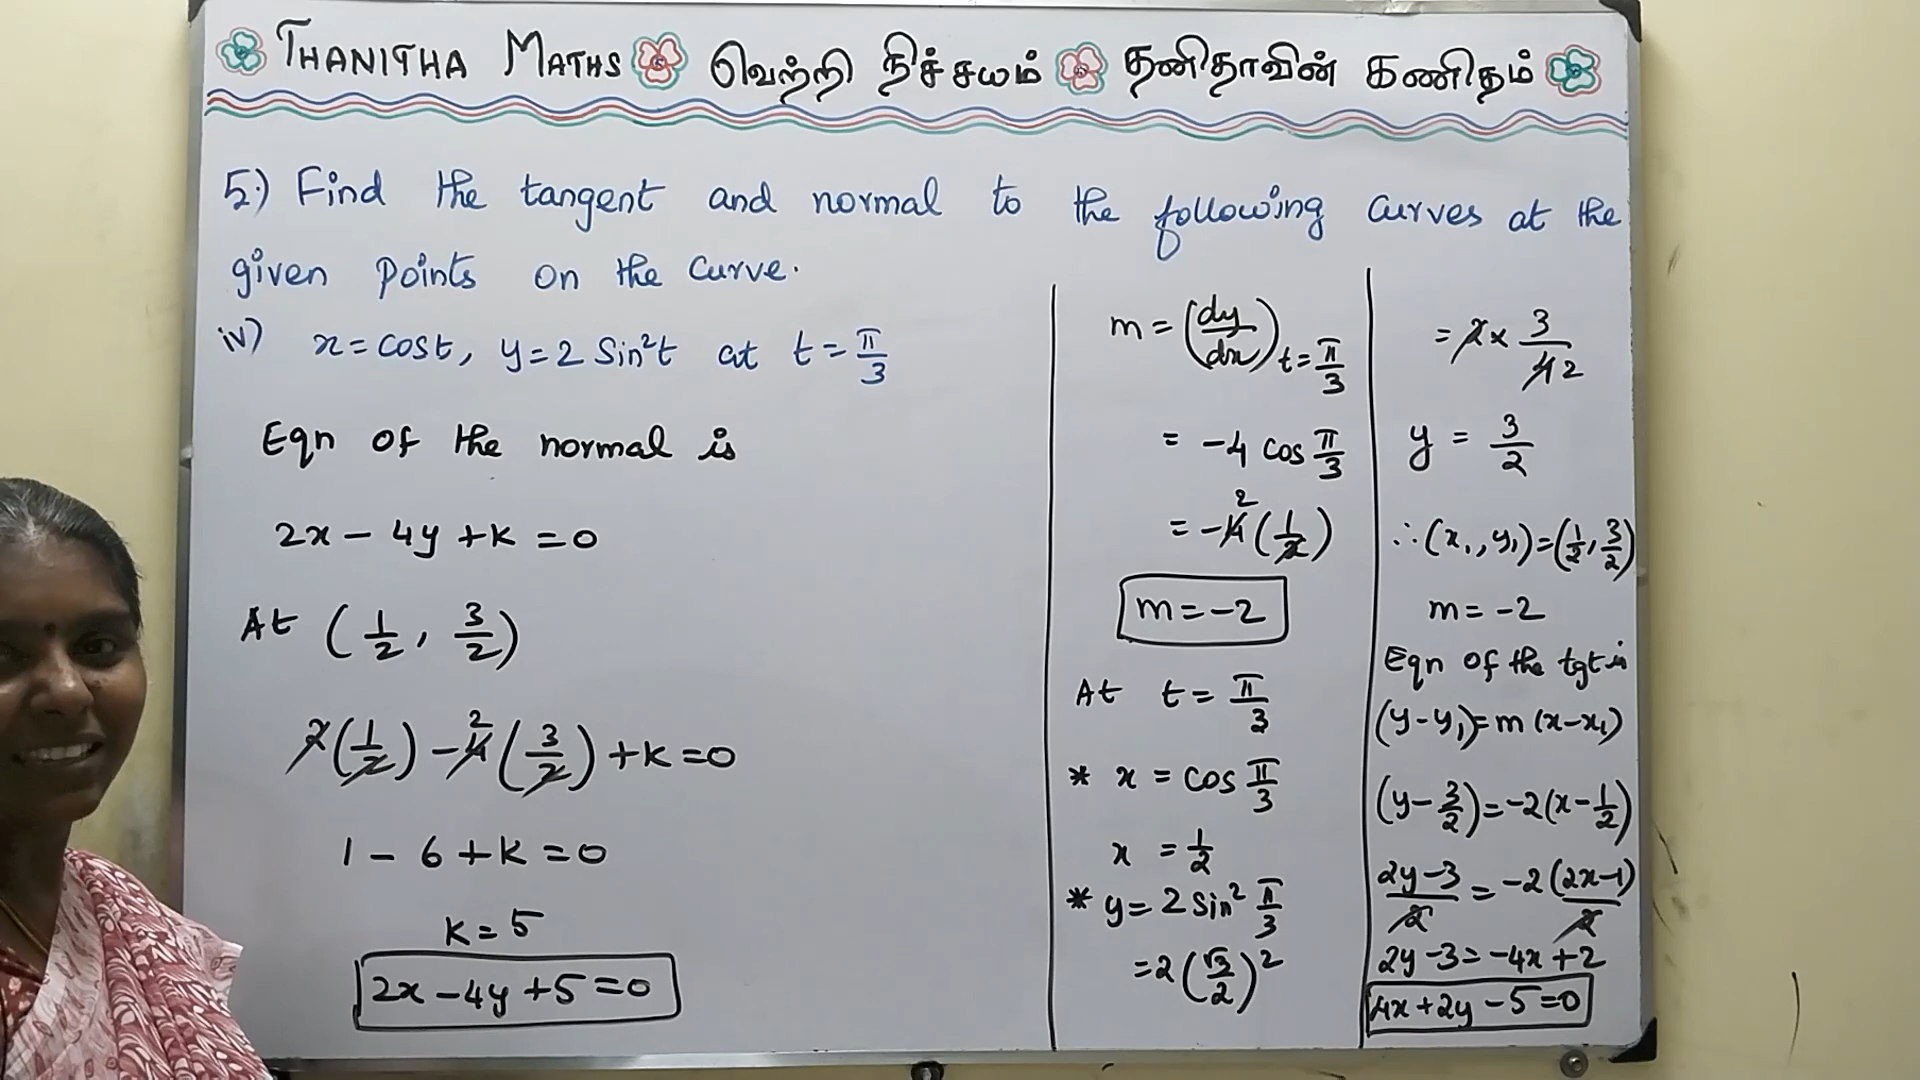 THANITHA MATHS வெற்றி நிச்சயம் தனிதாவின் கணிதம்
5.) Find the tangent and normal to the following curves at the
given points on the curve.
iv) x = cos t, y = 2 Sin²t at t = π/3
Eqn of the normal is
2x - 4y + k = 0
At (1/2, 3/2)
2(1/2) - 4 2 (3/2) + k = 0
1 - 6 + k = 0
k = 5
2x - 4y + 5 = 0
m = (dy/dx) t = π/3
= -4 cos π/3
= -4 2 (1/2)
m = -2
At t = π/3
* x = cos π/3
x = 1/2
* y = 2 Sin² π/3
= 2 (√3/2)²
= 2 × 3/4 2
y = 3/2
∴ (x₁, y₁) = (1/2, 3/2)
m = -2
Eqn of the tgt is
(y - y₁) = m (x - x₁)
(y - 3/2) = -2 (x - 1/2)
2y - 3/2 = -2 (2x - 1)/2
2y - 3 = -4x + 2
4x + 2y - 5 = 0